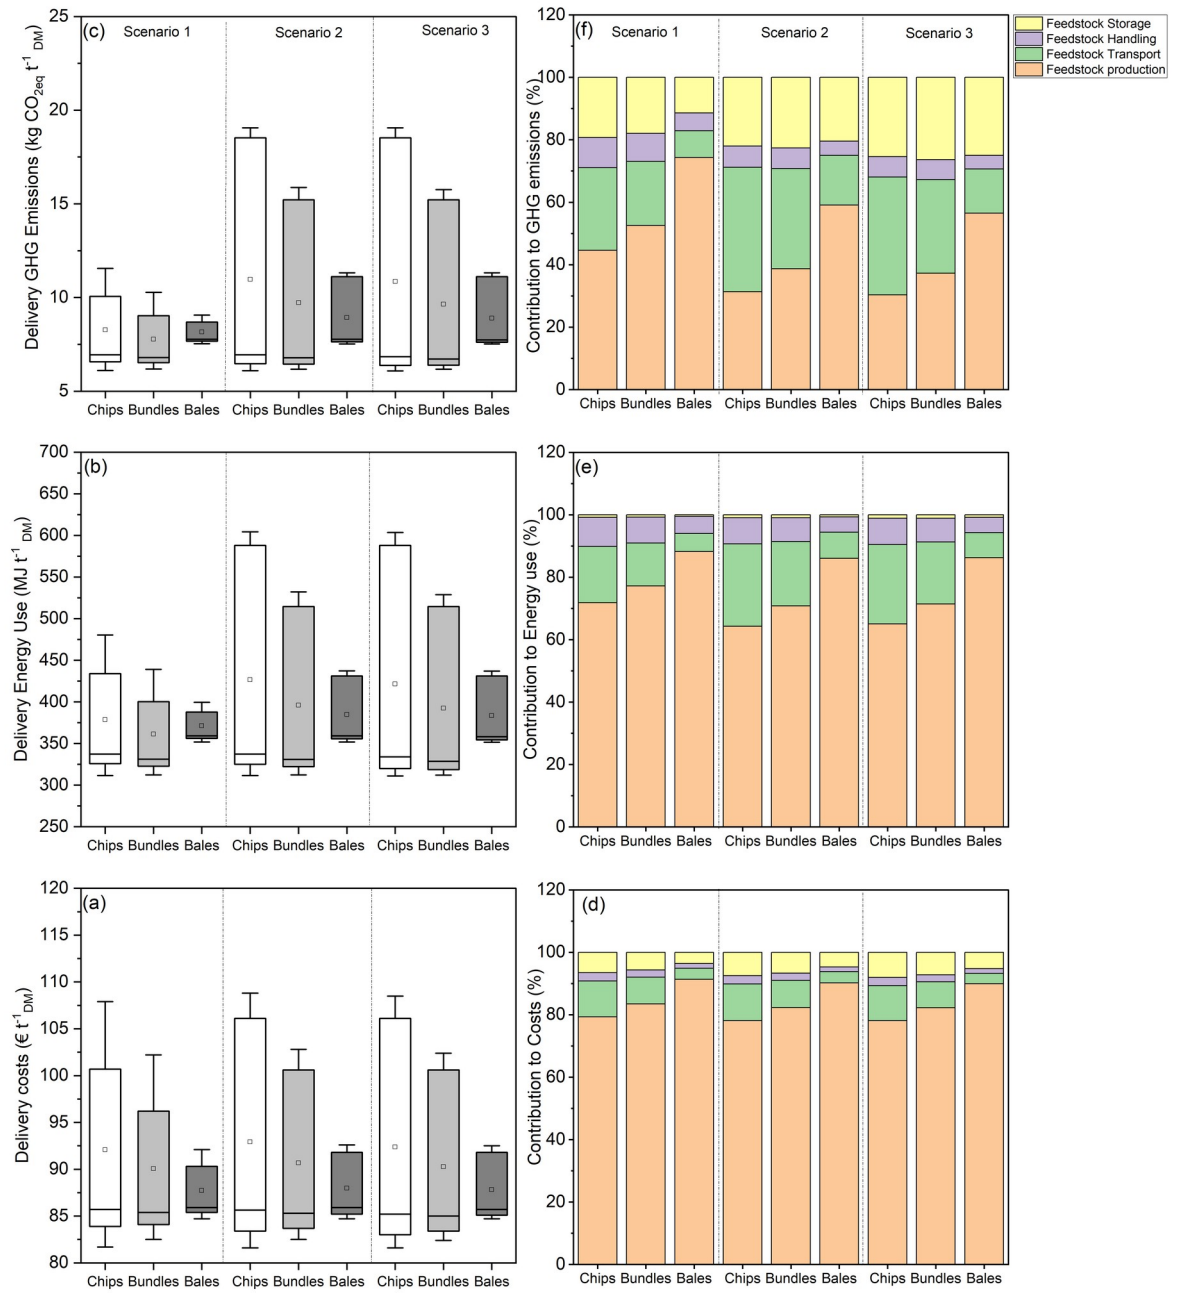 (c)
Scenario 1 Scenario 2 Scenario 3
Delivery GHG Emissions (kg CO2eq t-1 DM)
25
20
15
10
5
Chips Bundles Bales Chips Bundles Bales Chips Bundles Bales
(f)
Scenario 1 Scenario 2 Scenario 3
Contribution to GHG emissions (%)
120
100
80
60
40
20
0
Chips Bundles Bales Chips Bundles Bales Chips Bundles Bales
Feedstock Storage
Feedstock Handling
Feedstock Transport
Feedstock production
(b)
Delivery Energy Use (MJ t-1 DM)
700
650
600
550
500
450
400
350
300
250
Chips Bundles Bales Chips Bundles Bales Chips Bundles Bales
(e)
Contribution to Energy use (%)
120
100
80
60
40
20
0
Chips Bundles Bales Chips Bundles Bales Chips Bundles Bales
(a)
Delivery costs (€ t-1DM)
120
115
110
105
100
95
90
85
80
Chips Bundles Bales Chips Bundles Bales Chips Bundles Bales
(d)
Contribution to Costs (%)
120
100
80
60
40
20
0
Chips Bundles Bales Chips Bundles Bales Chips Bundles Bales